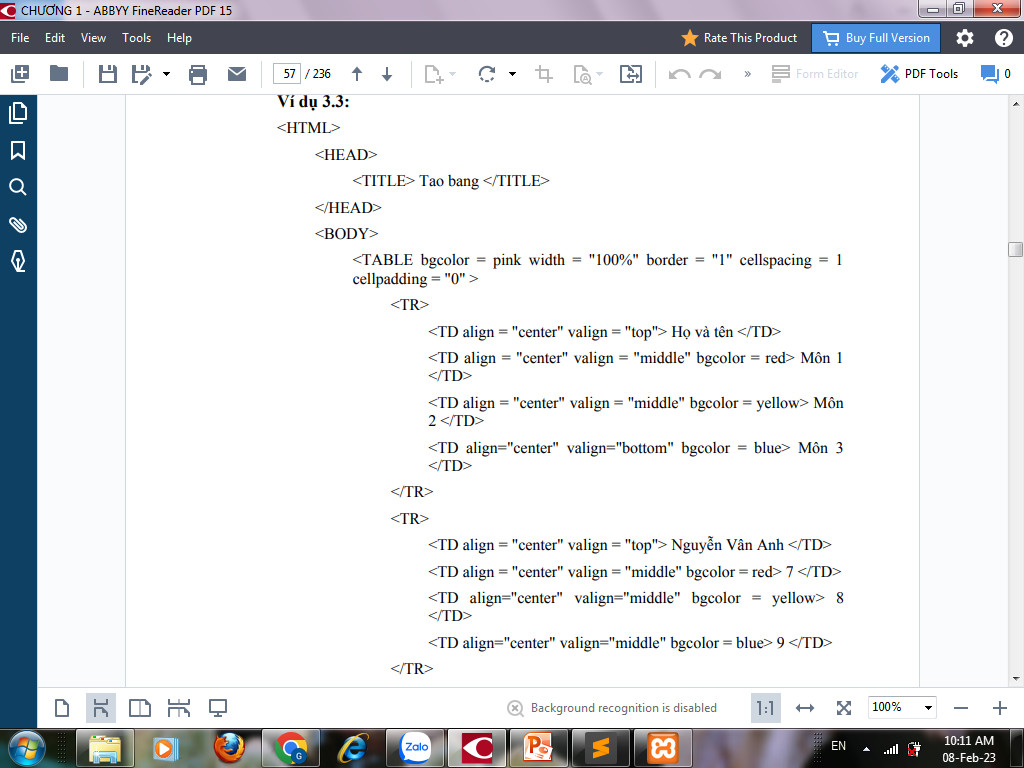 CHƯƠNG 1 - ABBYY FineReader PDF 15
File Edit View Tools Help Rate This Product Buy Full Version
57 / 236 » Form Editor PDF Tools 0
Ví dụ 3.3:
<HTML>
<HEAD>
<TITLE> Tao bang </TITLE>
</HEAD>
<BODY>
<TABLE bgcolor = pink width = "100%" border = "1" cellspacing = 1
cellpadding = "0" >
<TR>
<TD align = "center" valign = "top"> Họ và tên </TD>
<TD align = "center" valign = "middle" bgcolor = red> Môn 1
</TD>
<TD align = "center" valign = "middle" bgcolor = yellow> Môn
2 </TD>
<TD align="center" valign="bottom" bgcolor = blue> Môn 3
</TD>
</TR>
<TR>
<TD align = "center" valign = "top"> Nguyễn Vân Anh </TD>
<TD align = "center" valign = "middle" bgcolor = red> 7 </TD>
<TD align="center" valign="middle" bgcolor = yellow> 8
</TD>
<TD align="center" valign="middle" bgcolor = blue> 9 </TD>
</TR>
Background recognition is disabled 1:1 100%
Zalo EN 10:11 AM
08-Feb-23